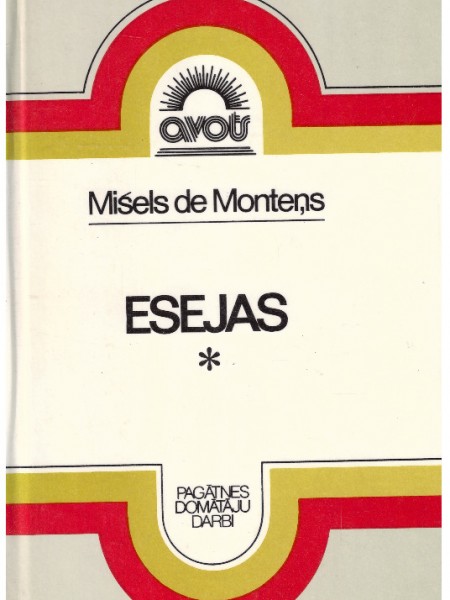 avots
Mišels de Monteņs
ESEJAS
*
PAGĀTNES
DOMĀTĀJU
DARBI